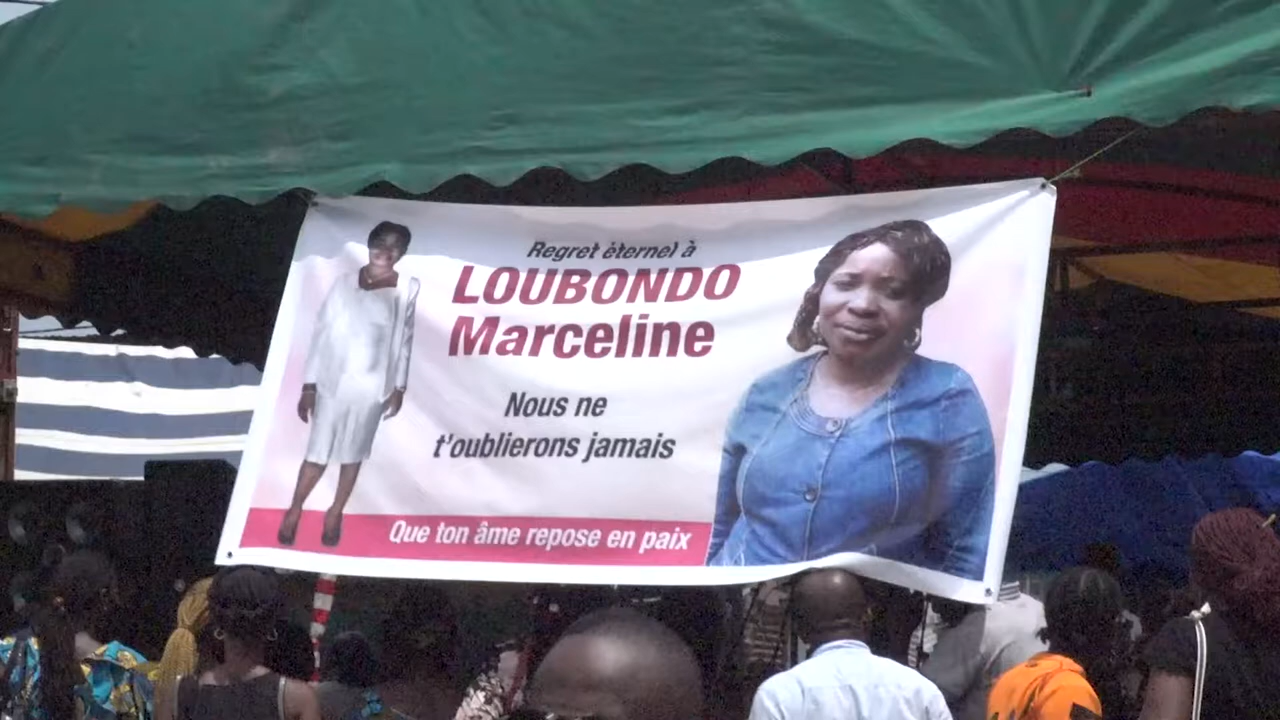 Regret éternel à
LOUBONDO
Marceline
Nous ne
t'oublierons jamais
Que ton âme repose en paix